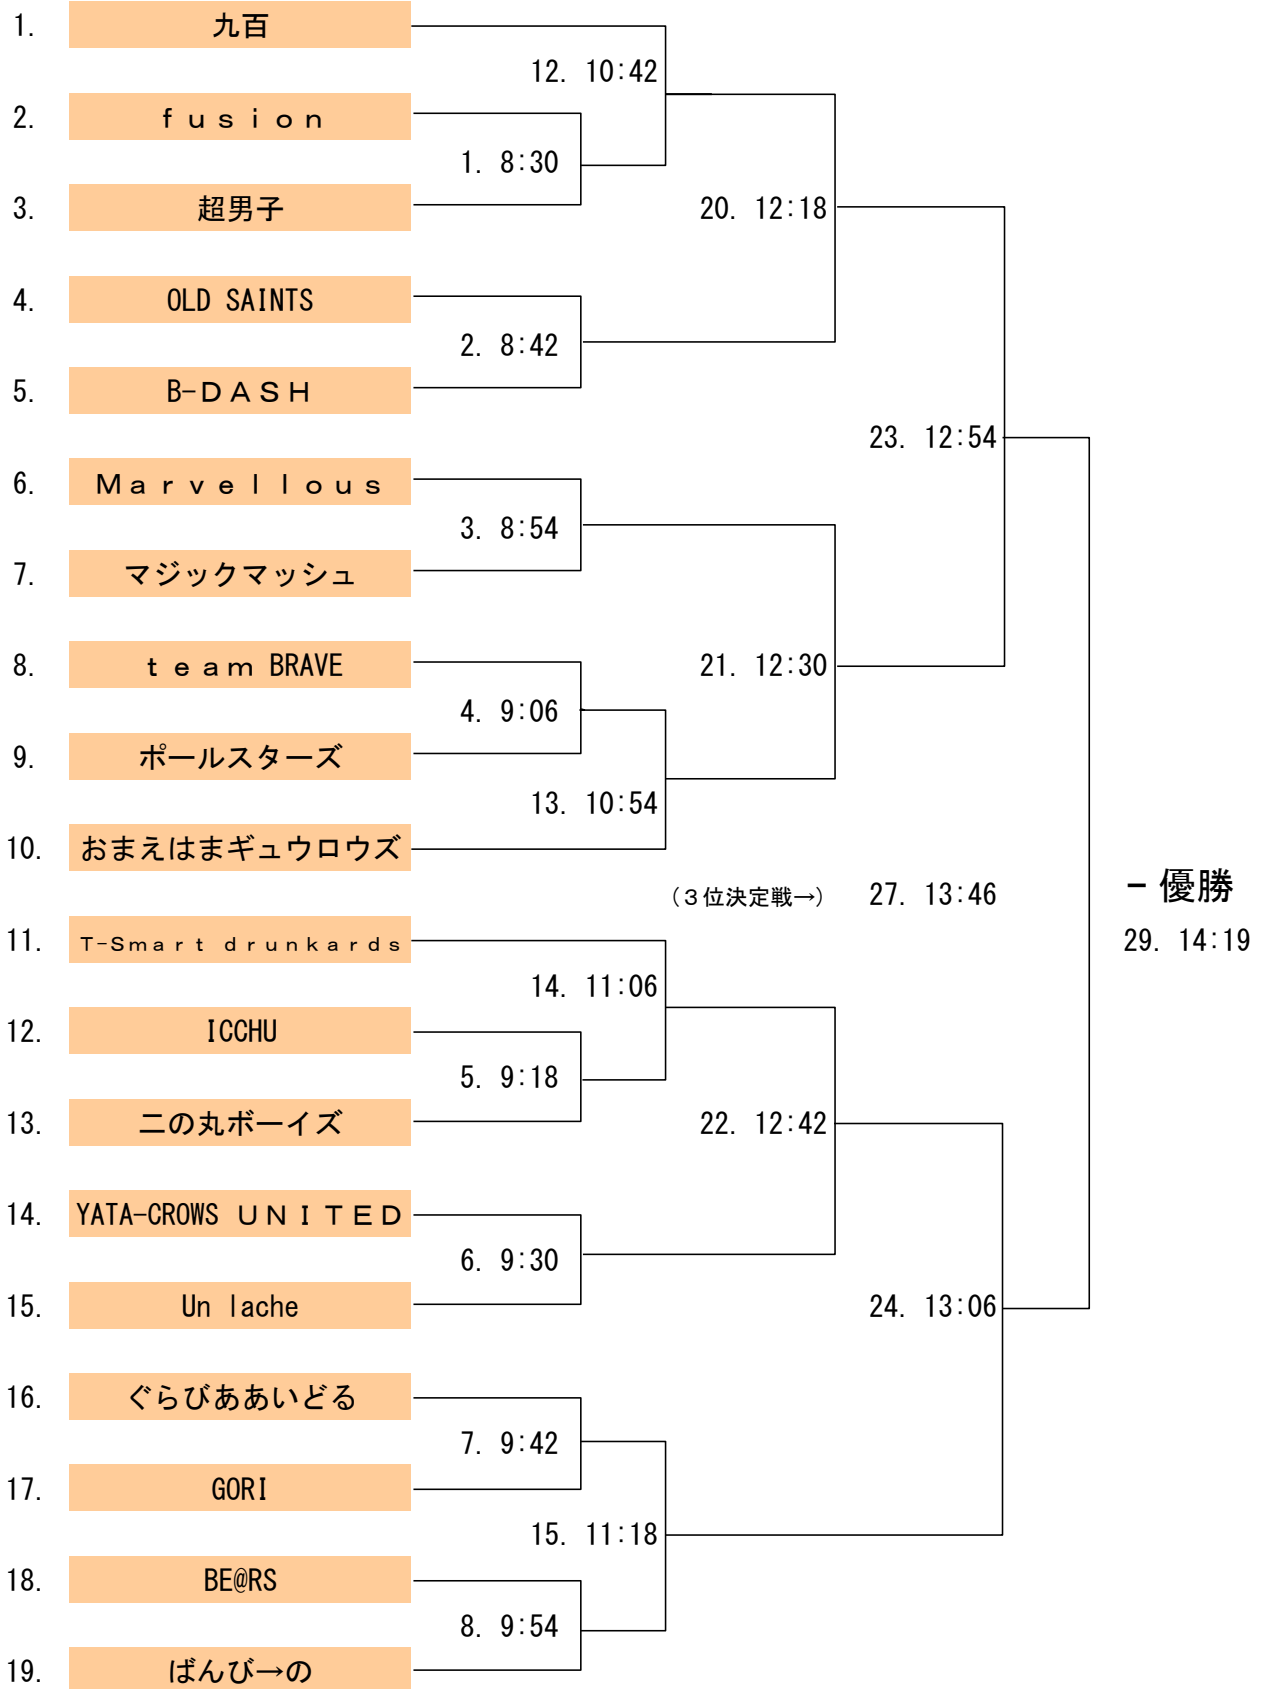 1. 九百
12. 10:42
2. ｆｕｓｉｏｎ
1. 8:30
3. 超男子
20. 12:18
4. OLD SAINTS
2. 8:42
5. B-ＤＡＳＨ
23. 12:54
6. Ｍａｒｖｅｌｌｏｕｓ
3. 8:54
7. マジックマッシュ
8. ｔｅａｍ BRAVE
21. 12:30
4. 9:06
9. ポールスターズ
13. 10:54
10. おまえはまギュウロウズ
(３位決定戦→) 27. 13:46
－優勝
11. T-Sｍａｒｔ ｄｒｕｎｋａｒｄｓ
29. 14:19
14. 11:06
12. ICCHU
5. 9:18
13. 二の丸ボーイズ
22. 12:42
14. YATA-CROWS ＵＮＩＴＥＤ
6. 9:30
15. Un lache
24. 13:06
16. ぐらびああいどる
7. 9:42
17. GORI
15. 11:18
18. BE@RS
8. 9:54
19. ばんび→の